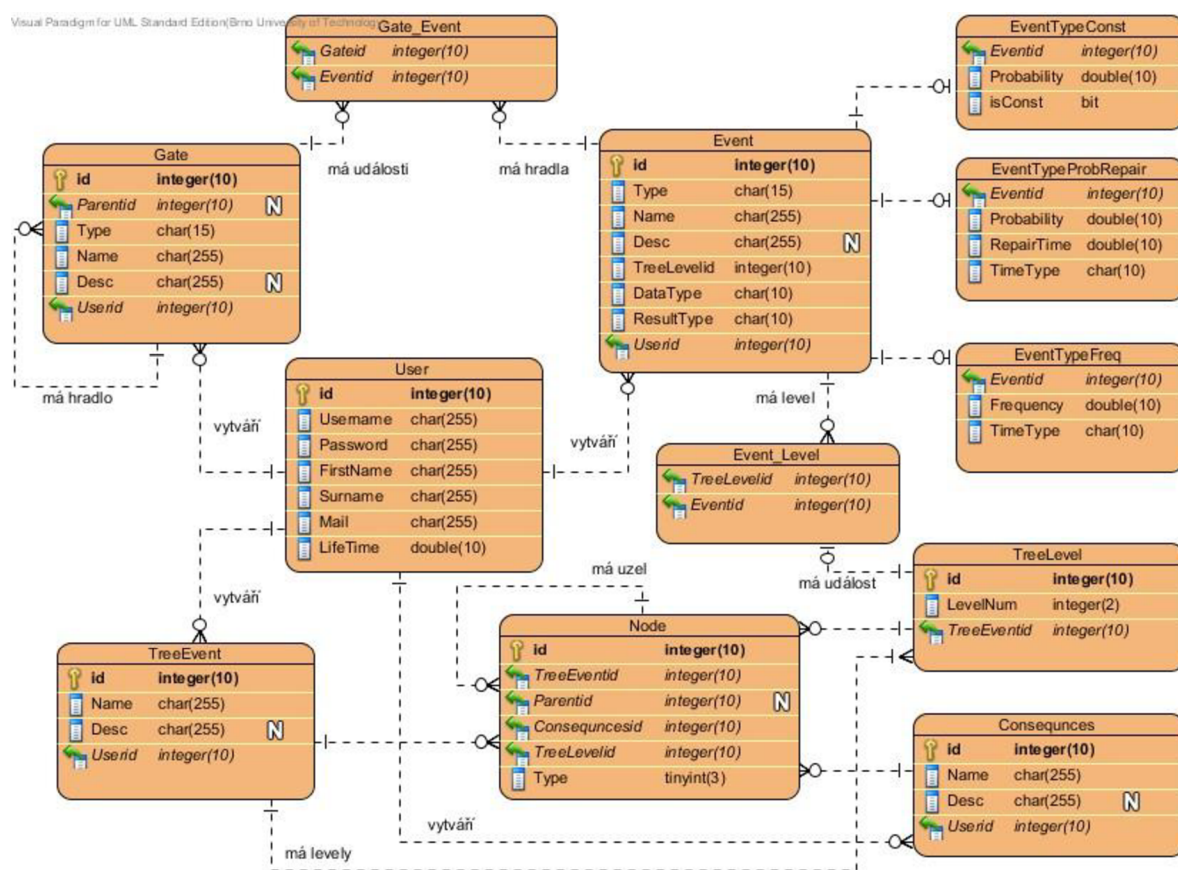 Visual Paradigm for UML Standard Edition(Brno University of Technology)
Gate_Event
Gateid integer(10)
Eventid integer(10)
EventTypeConst
Eventid integer(10)
Probability double(10)
isConst bit
má události
má hradla
Gate
id integer(10)
Parentid integer(10) N
Type char(15)
Name char(255)
Desc char(255) N
Userid integer(10)
má hradlo
Event
id integer(10)
Type char(15)
Name char(255)
Desc char(255) N
TreeLevelid integer(10)
DataType char(10)
ResultType char(10)
Userid integer(10)
EventTypeProbRepair
Eventid integer(10)
Probability double(10)
RepairTime double(10)
TimeType char(10)
EventTypeFreq
Eventid integer(10)
Frequency double(10)
TimeType char(10)
User
id integer(10)
Username char(255)
Password char(255)
FirstName char(255)
Surname char(255)
Mail char(255)
LifeTime double(10)
vytváří
vytváří
má level
Event_Level
TreeLevelid integer(10)
Eventid integer(10)
vytváří
má uzel
má událost
TreeLevel
id integer(10)
LevelNum integer(2)
TreeEventid integer(10)
TreeEvent
id integer(10)
Name char(255)
Desc char(255) N
Userid integer(10)
Node
id integer(10)
TreeEventid integer(10)
Parentid integer(10) N
Consequncesid integer(10)
TreeLevelid integer(10)
Type tinyint(3)
Consequnces
id integer(10)
Name char(255)
Desc char(255) N
Userid integer(10)
vytváří
má levely